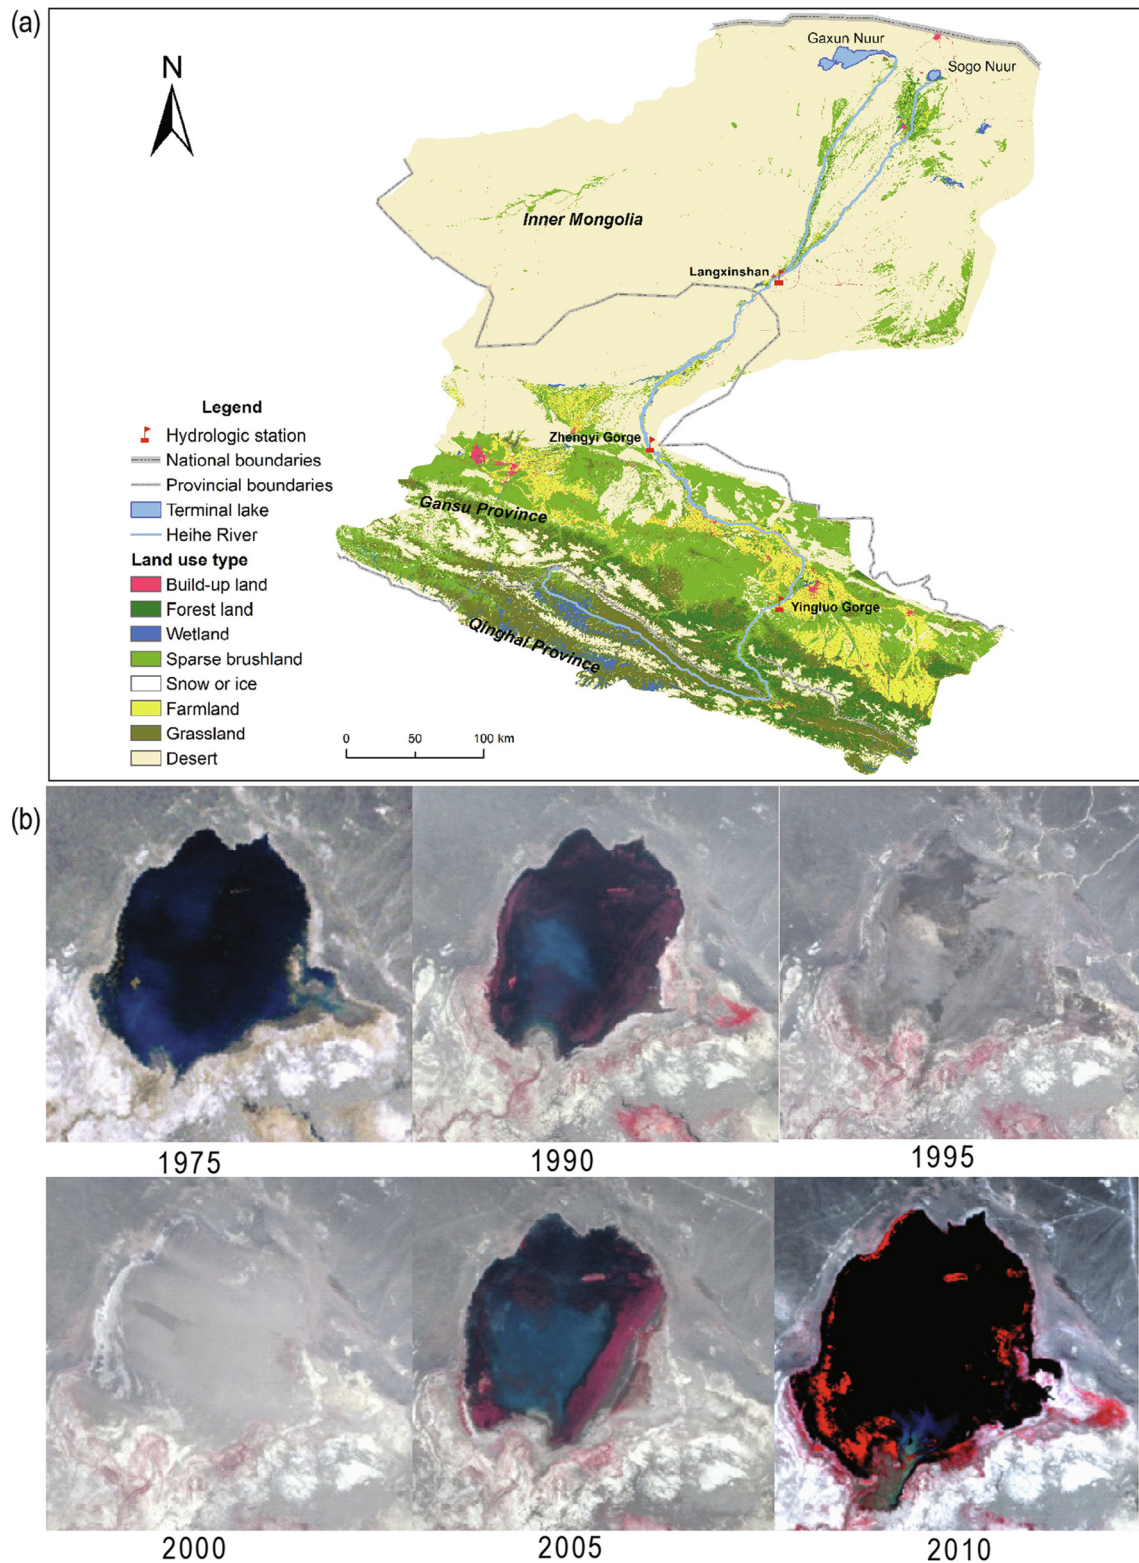 (a)
N
Gaxun Nuur
Sogo Nuur
Inner Mongolia
Langxinshan
Zhengyi Gorge
Gansu Province
Yingluo Gorge
Qinghai Province
Legend
Hydrologic station
National boundaries
Provincial boundaries
Terminal lake
Heihe River
Land use type
Build-up land
Forest land
Wetland
Sparse brushland
Snow or ice
Farmland
Grassland
Desert
0 50 100 km
(b)
1975 1990 1995
2000 2005 2010